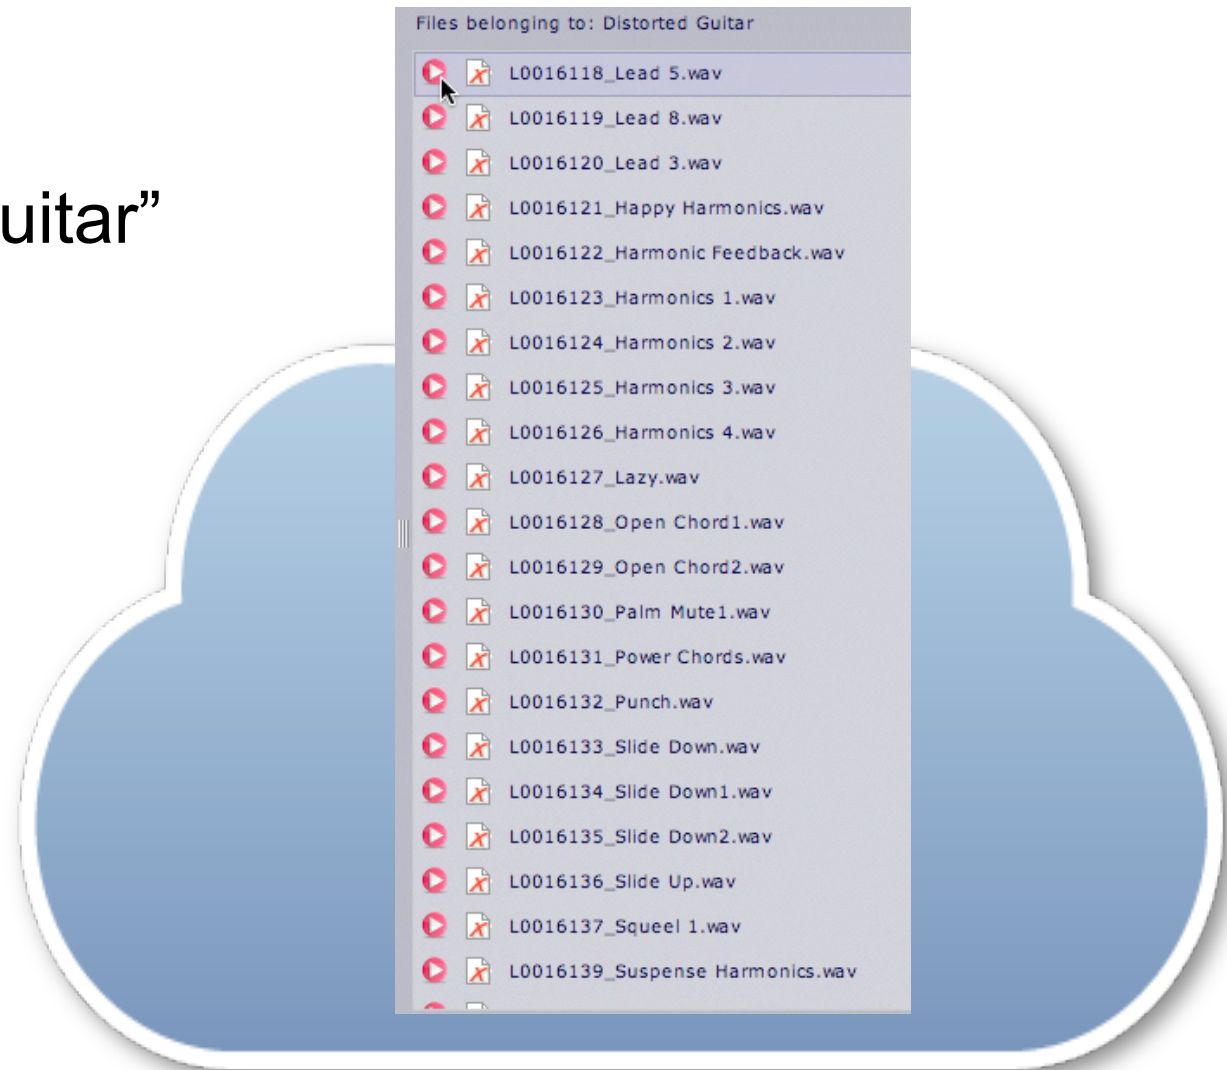 Files belonging to: Distorted Guitar
L0016118_Lead 5.wav
L0016119_Lead 8.wav
L0016120_Lead 3.wav
uitar”
L0016121_Happy Harmonics.wav
L0016122_Harmonic Feedback.wav
L0016123_Harmonics 1.wav
L0016124_Harmonics 2.wav
L0016125_Harmonics 3.wav
L0016126_Harmonics 4.wav
L0016127_Lazy.wav
L0016128_Open Chord1.wav
L0016129_Open Chord2.wav
L0016130_Palm Mute1.wav
L0016131_Power Chords.wav
L0016132_Punch.wav
L0016133_Slide Down.wav
L0016134_Slide Down1.wav
L0016135_Slide Down2.wav
L0016136_Slide Up.wav
L0016137_Squeel 1.wav
L0016139_Suspense Harmonics.wav